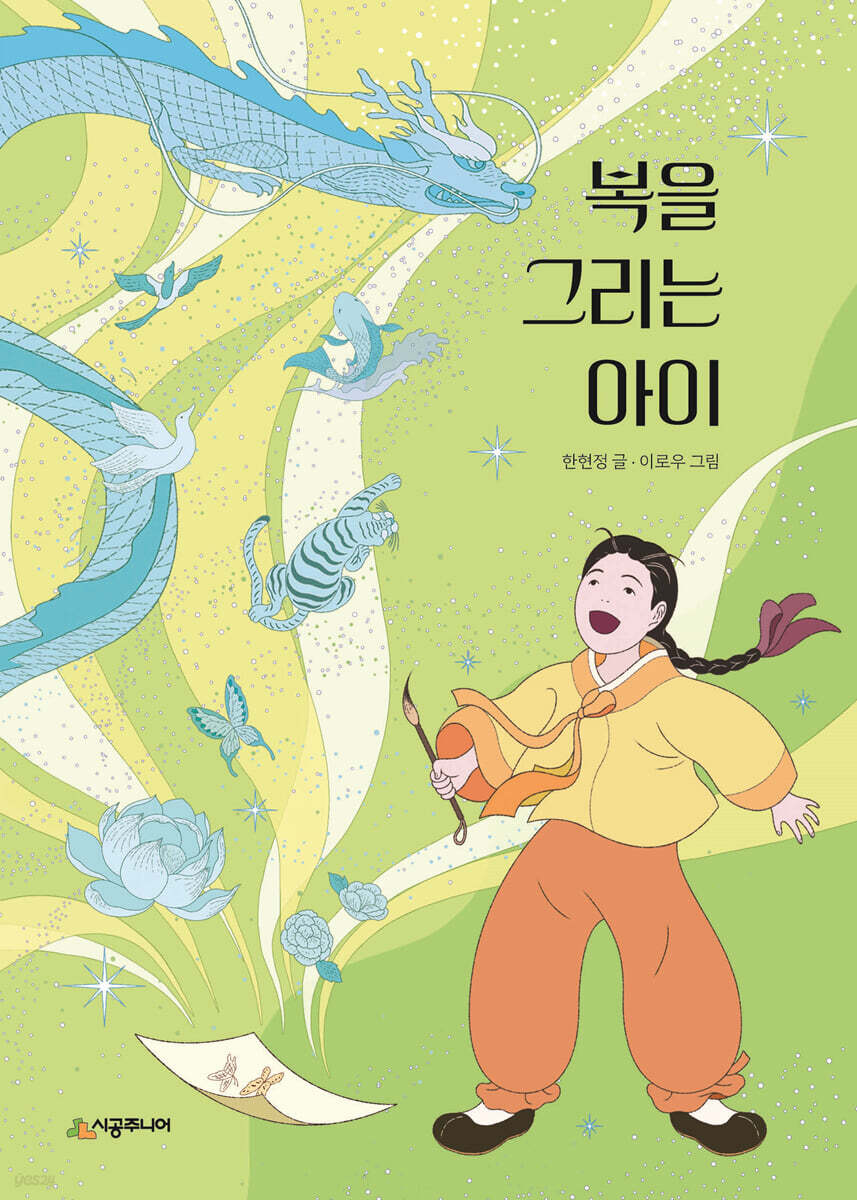 복을
그리는
아이
한현정 글 · 이로우 그림
시공주니어
yes24